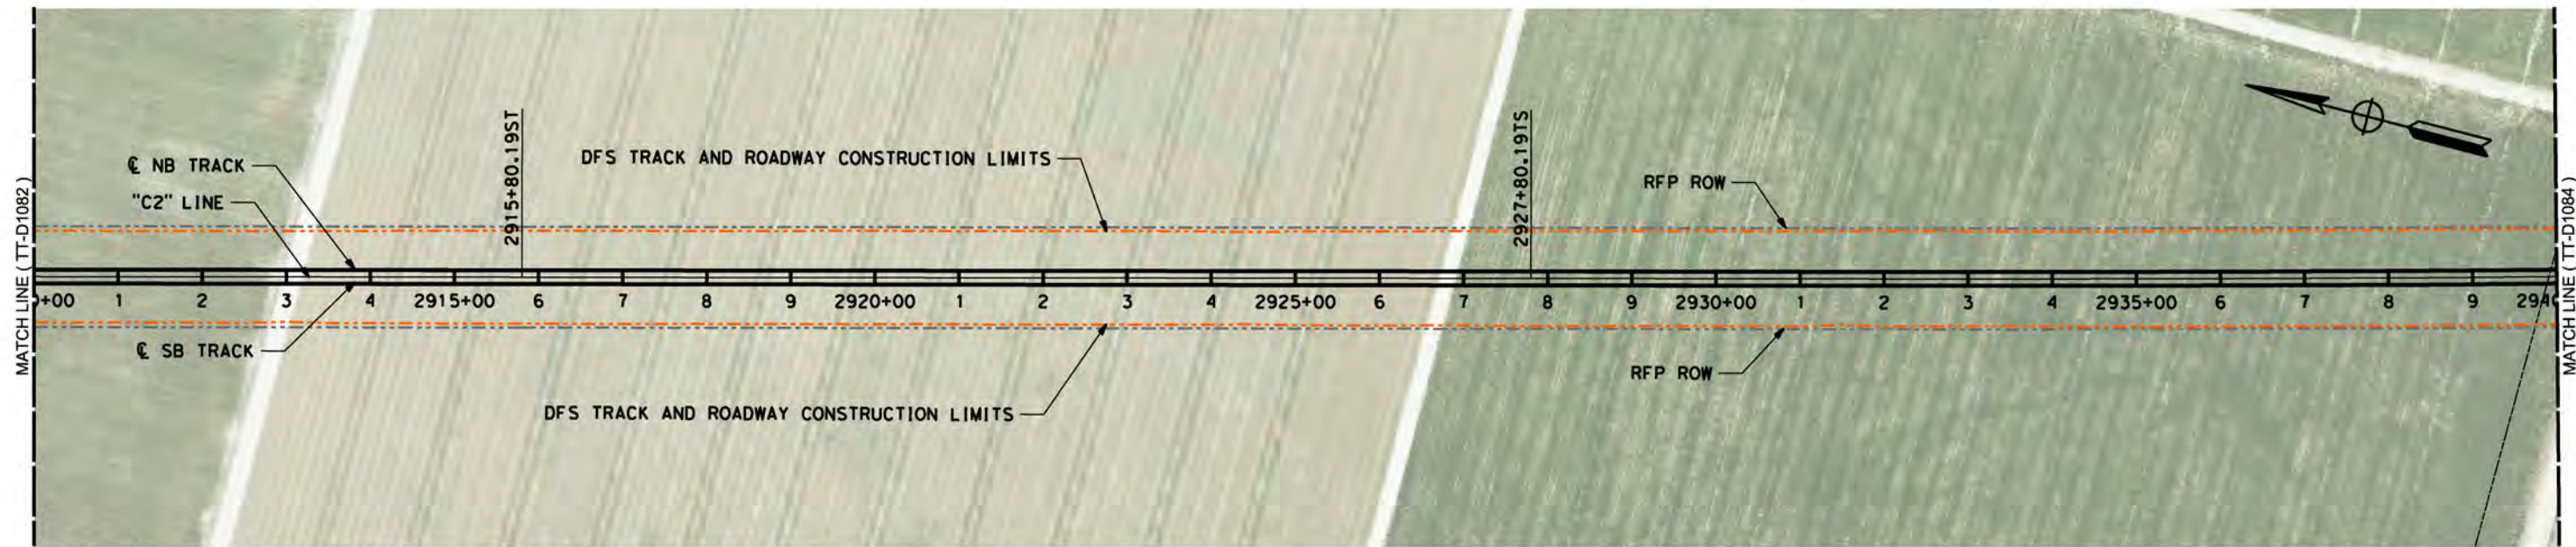 MATCH LINE ( TT-D1082 )
℄ NB TRACK
"C2" LINE
2915+80.19ST
DFS TRACK AND ROADWAY CONSTRUCTION LIMITS
2927+80.19TS
RFP ROW
MATCH LINE ( TT-D1084 )
0+00 1 2 3 4 2915+00 6 7 8 9 2920+00 1 2 3 4 2925+00 6 7 8 9 2930+00 1 2 3 4 2935+00 6 7 8 9 2940
℄ SB TRACK
RFP ROW
DFS TRACK AND ROADWAY CONSTRUCTION LIMITS